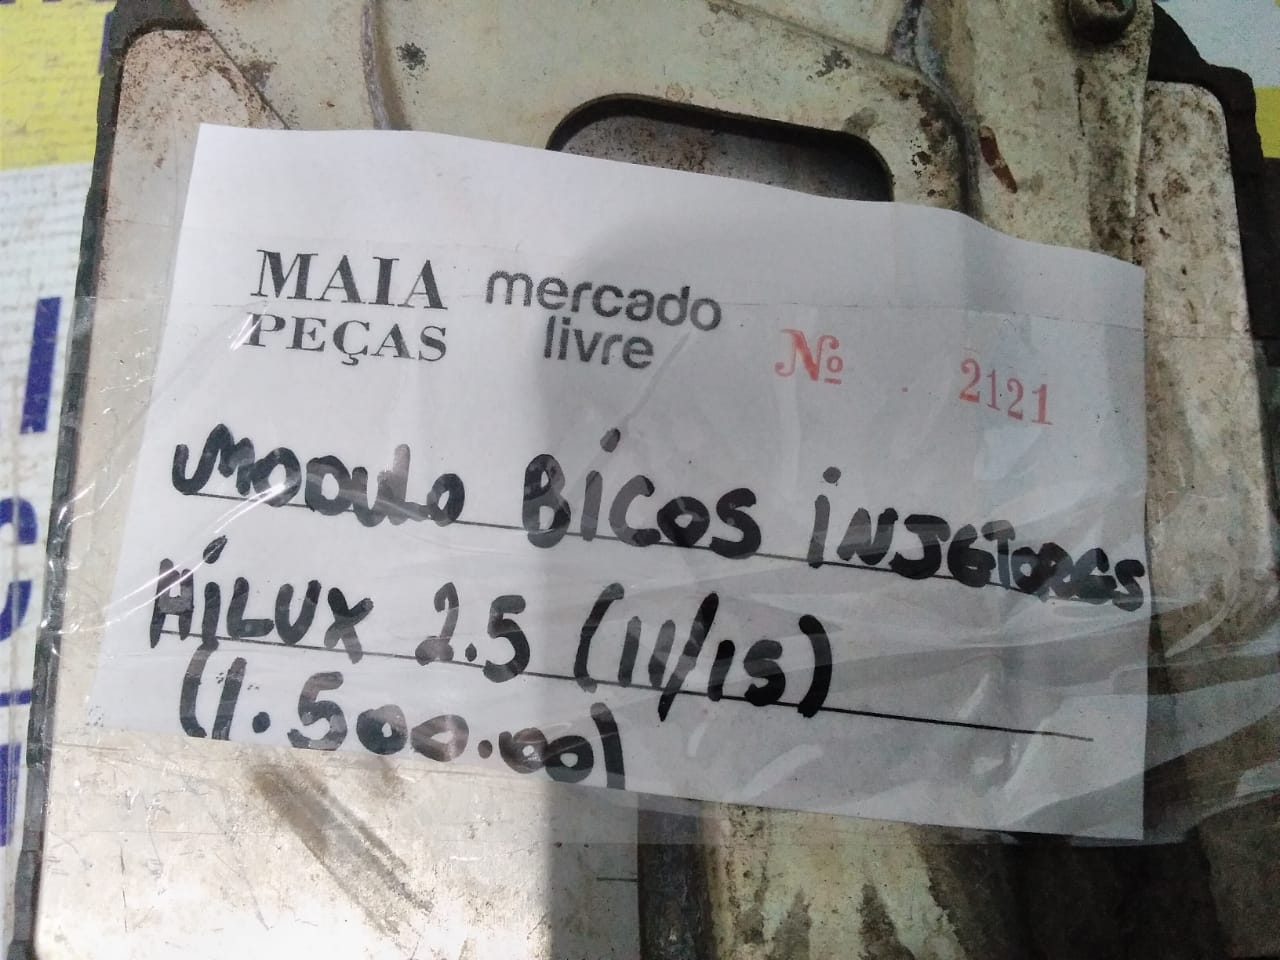 MAIA
PEÇAS
mercado
livre
Nº . 2121
MODULO BICOS INJETORES
HILUX 2.5 (11/15)
(1.500.00)